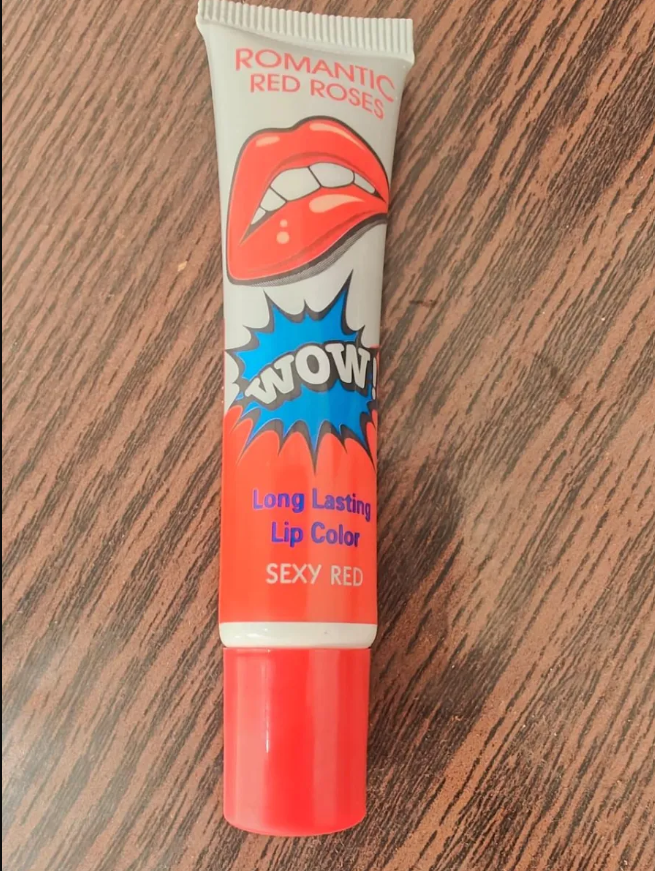 ROMANTIC
RED ROSES
WOW!
Long Lasting
Lip Color
SEXY RED